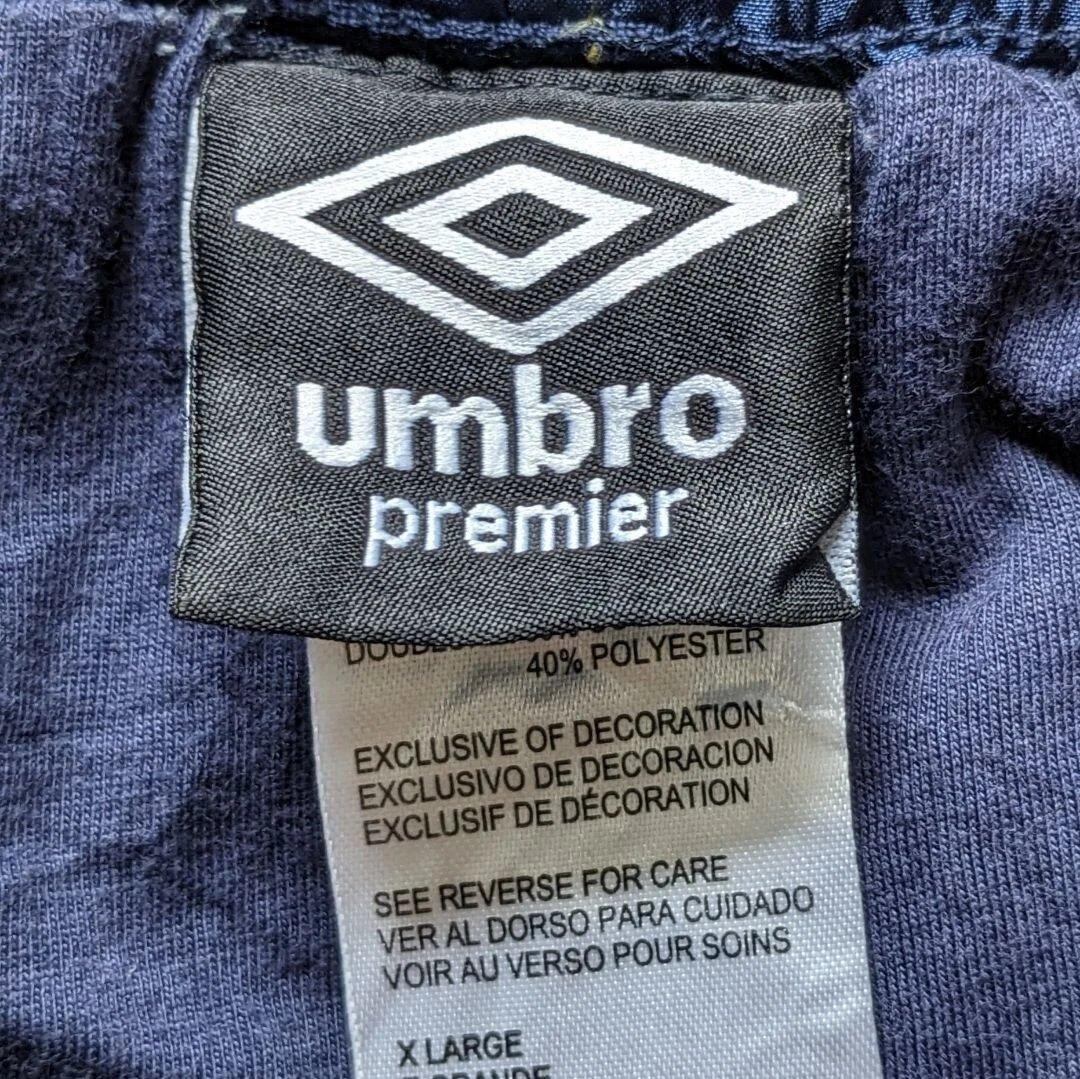 umbro
premier
40% POLYESTER
EXCLUSIVE OF DECORATION
EXCLUSIVO DE DECORACION
EXCLUSIF DE DÉCORATION
SEE REVERSE FOR CARE
VER AL DORSO PARA CUIDADO
VOIR AU VERSO POUR SOINS
X LARGE